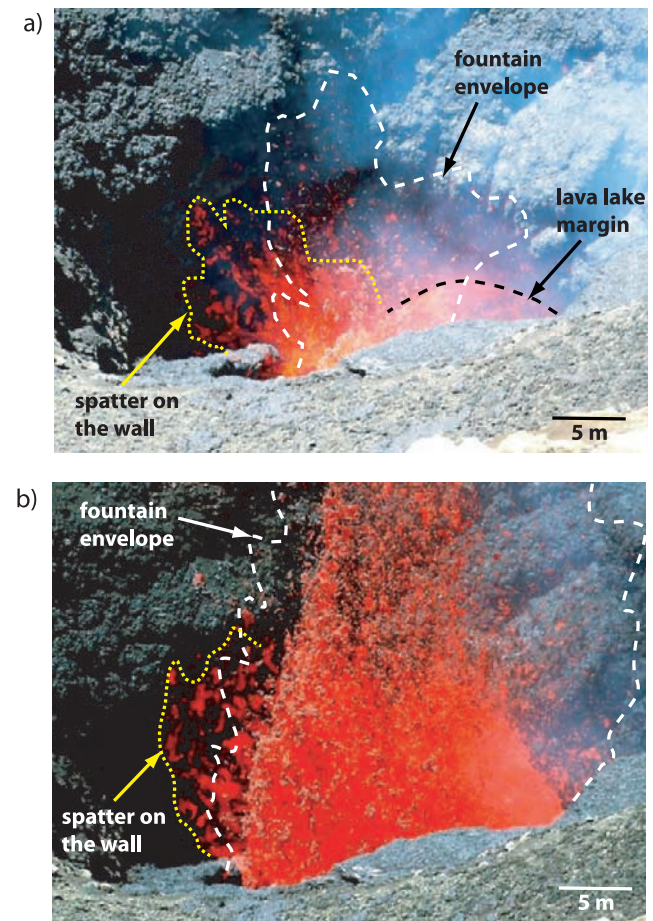 a)
fountain
envelope
lava lake
margin
spatter on
the wall
5 m
b)
fountain
envelope
spatter on
the wall
5 m